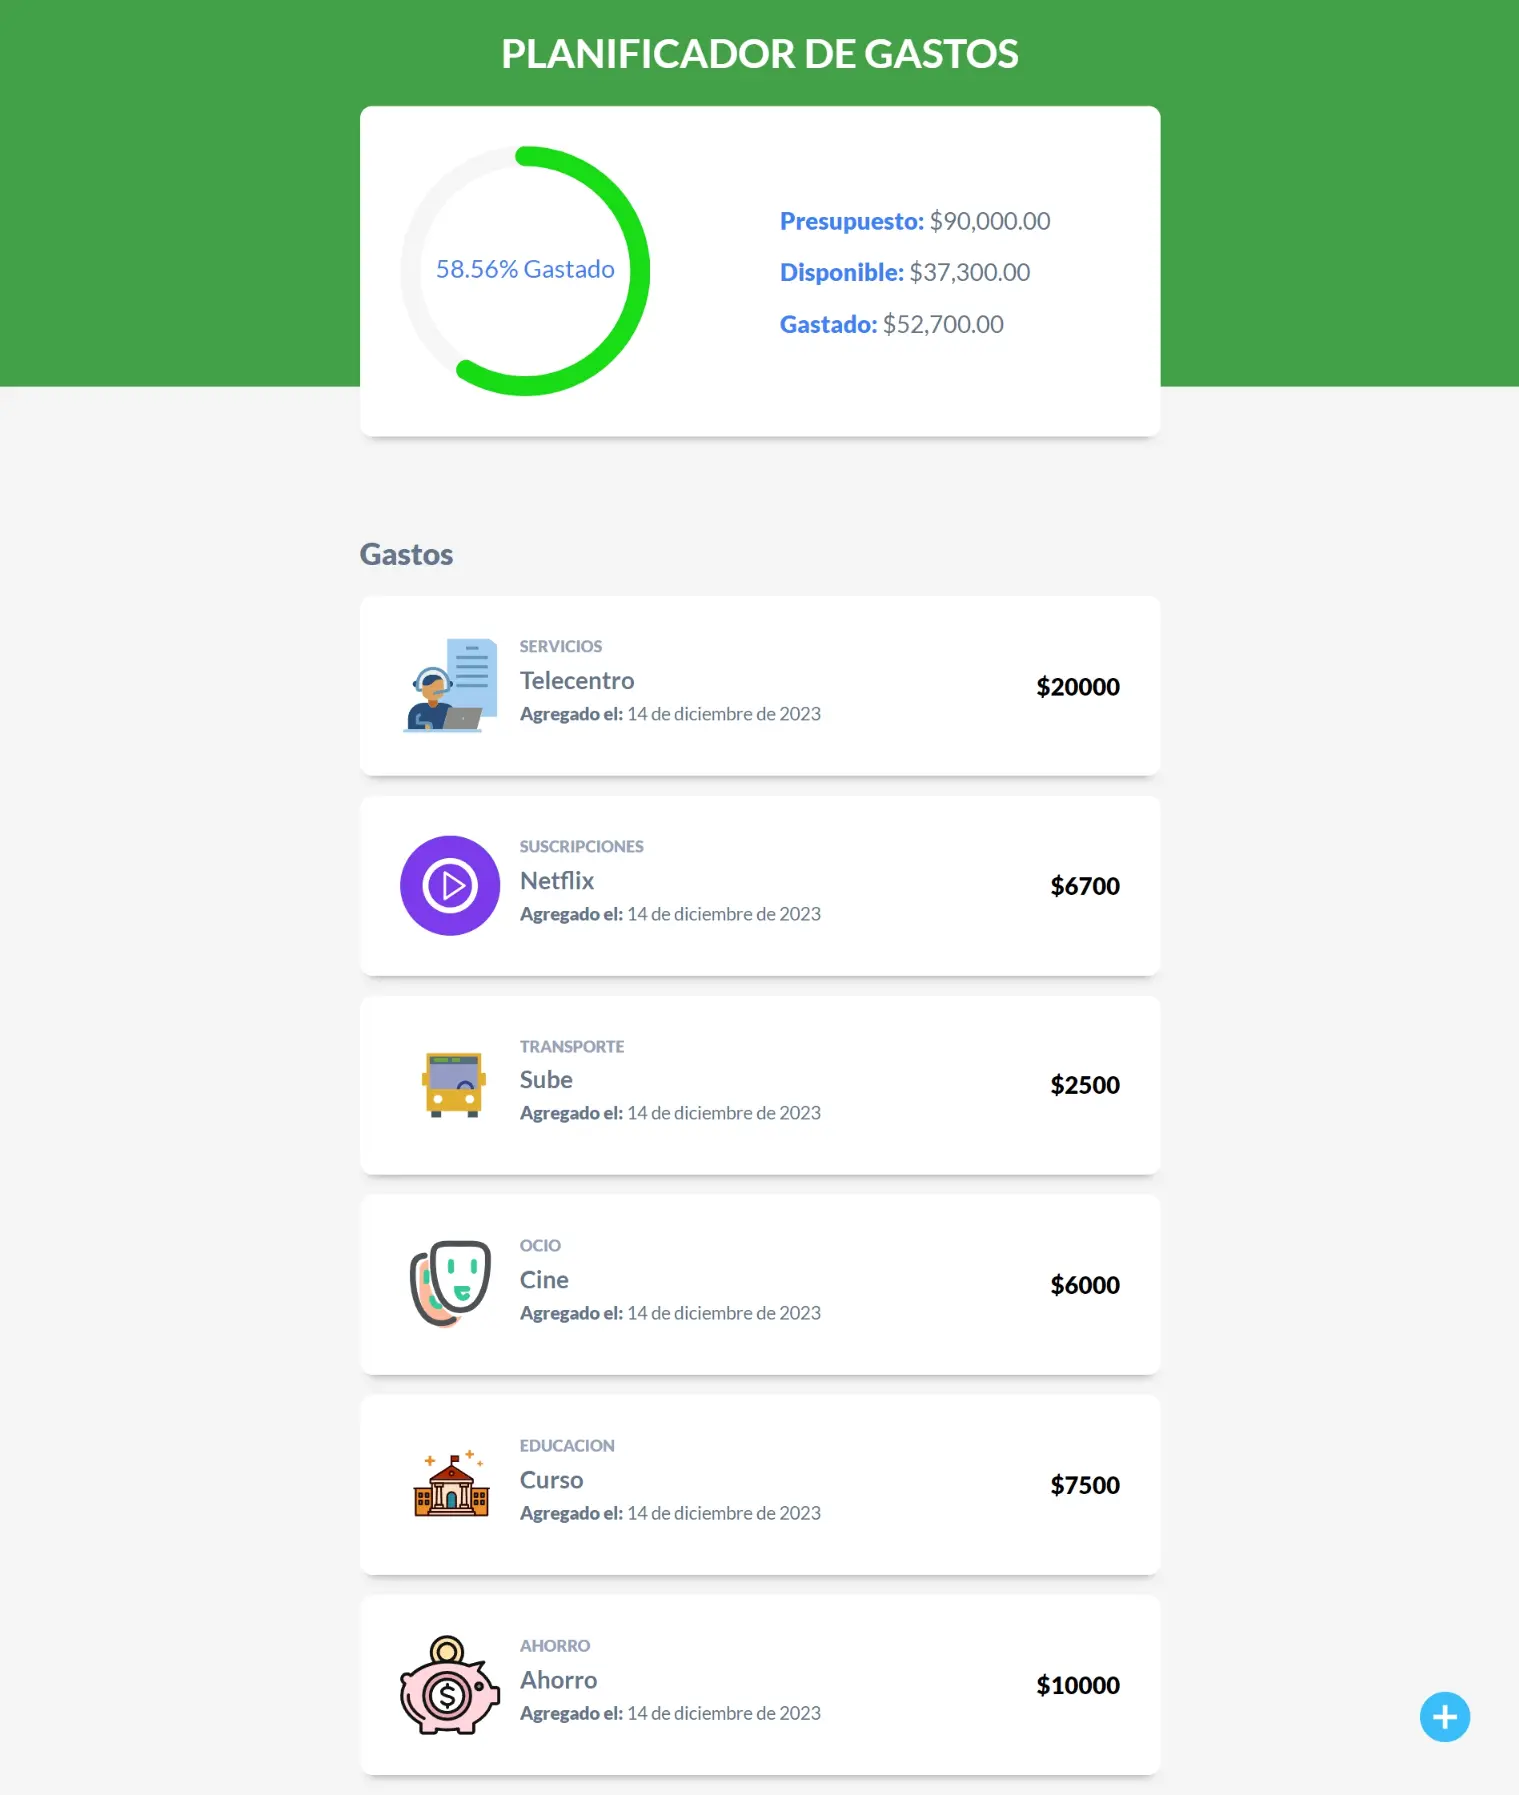 PLANIFICADOR DE GASTOS
58.56% Gastado
Presupuesto: $90,000.00
Disponible: $37,300.00
Gastado: $52,700.00
Gastos
SERVICIOS
Telecentro
Agregado el: 14 de diciembre de 2023
$20000
SUSCRIPCIONES
Netflix
Agregado el: 14 de diciembre de 2023
$6700
TRANSPORTE
Sube
Agregado el: 14 de diciembre de 2023
$2500
OCIO
Cine
Agregado el: 14 de diciembre de 2023
$6000
EDUCACION
Curso
Agregado el: 14 de diciembre de 2023
$7500
AHORRO
Ahorro
Agregado el: 14 de diciembre de 2023
$10000